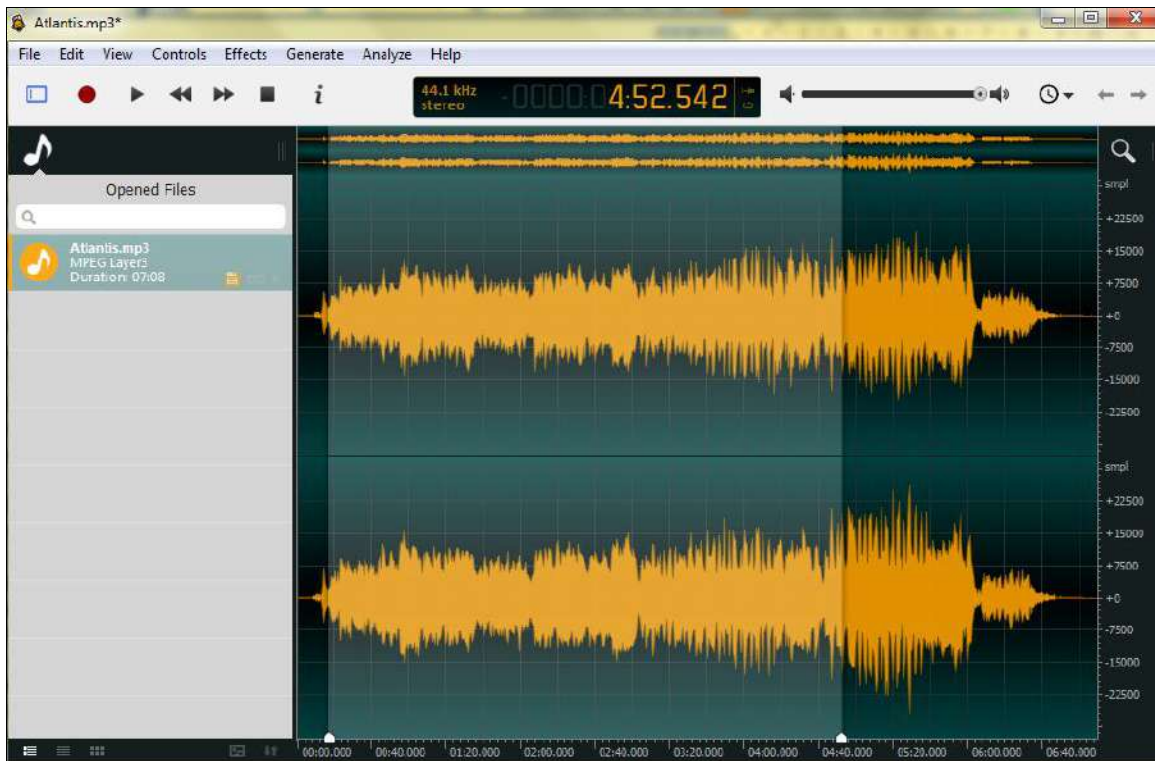 Atlantis.mp3*
File Edit View Controls Effects Generate Analyze Help
i
44.1 kHz
stereo
-0000:04:52.542
Opened Files
Atlantis.mp3
MPEG Layer3
Duration: 07:08
smpl
+22500
+15000
+7500
+0
-7500
-15000
-22500
smpl
+22500
+15000
+7500
+0
-7500
-15000
-22500
00:00.000 00:40.000 01:20.000 02:00.000 02:40.000 03:20.000 04:00.000 04:40.000 05:20.000 06:00.000 06:40.000